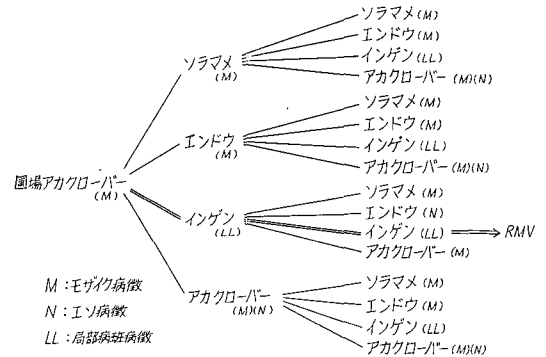 ソラマメ(M)
エンドウ(M)
インゲン(LL)
アカクローバー(M)(N)
ソラマメ
(M)
ソラマメ(M)
エンドウ(M)
インゲン(LL)
アカクローバー(M)(N)
エンドウ
(M)
圃場アカクローバー
(M)
ソラマメ(M)
エンドウ(N)
インゲン(LL) RMV
アカクローバー(M)
インゲン
(LL)
ソラマメ(M)
エンドウ(M)
インゲン(LL)
アカクローバー(M)(N)
アカクローバー
(M)(N)
M:モザイク病徴
N:エソ病徴
LL:局部病斑病徴